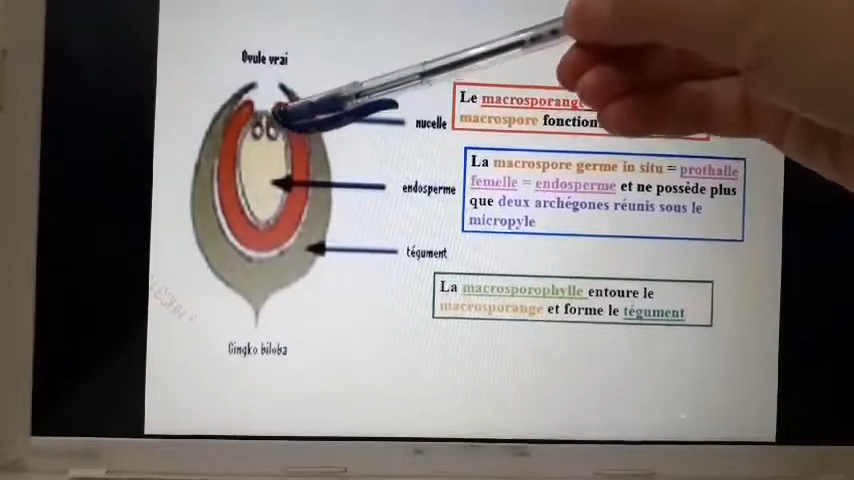 Ovule vrai
nucelle
endosperme
tégument
Gingko biloba
Le macrosporange
macrospore fonction
La macrospore germe in situ = prothalle
femelle = endosperme et ne possède plus
que deux archégones réunis sous le
micropyle
La macrosporophylle entoure le
macrosporange et forme le tégument